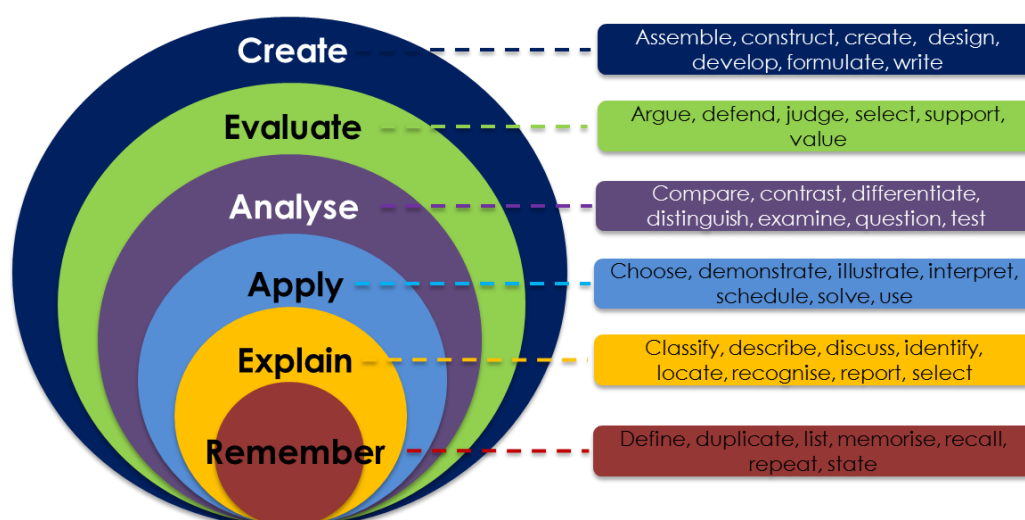 Create
Assemble, construct, create, design,
develop, formulate, write
Evaluate
Argue, defend, judge, select, support,
value
Analyse
Compare, contrast, differentiate,
distinguish, examine, question, test
Apply
Choose, demonstrate, illustrate, interpret,
schedule, solve, use
Explain
Classify, describe, discuss, identify,
locate, recognise, report, select
Remember
Define, duplicate, list, memorise, recall,
repeat, state